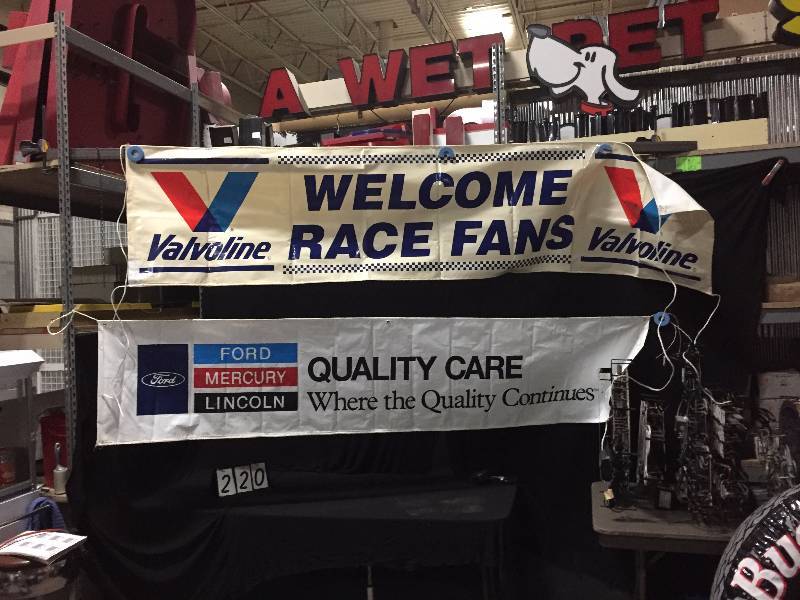 A WET PET
WELCOME
RACE FANS
Valvoline
Valvoline
Ford
FORD
MERCURY
LINCOLN
QUALITY CARE
Where the Quality Continues
220